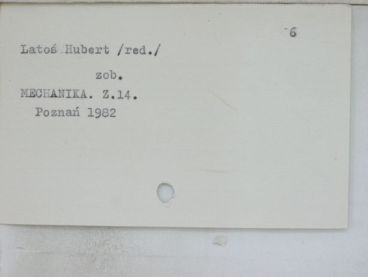 6
Latoś Hubert /red./
zob.
MECHANIKA. Z.14.
Poznań 1982